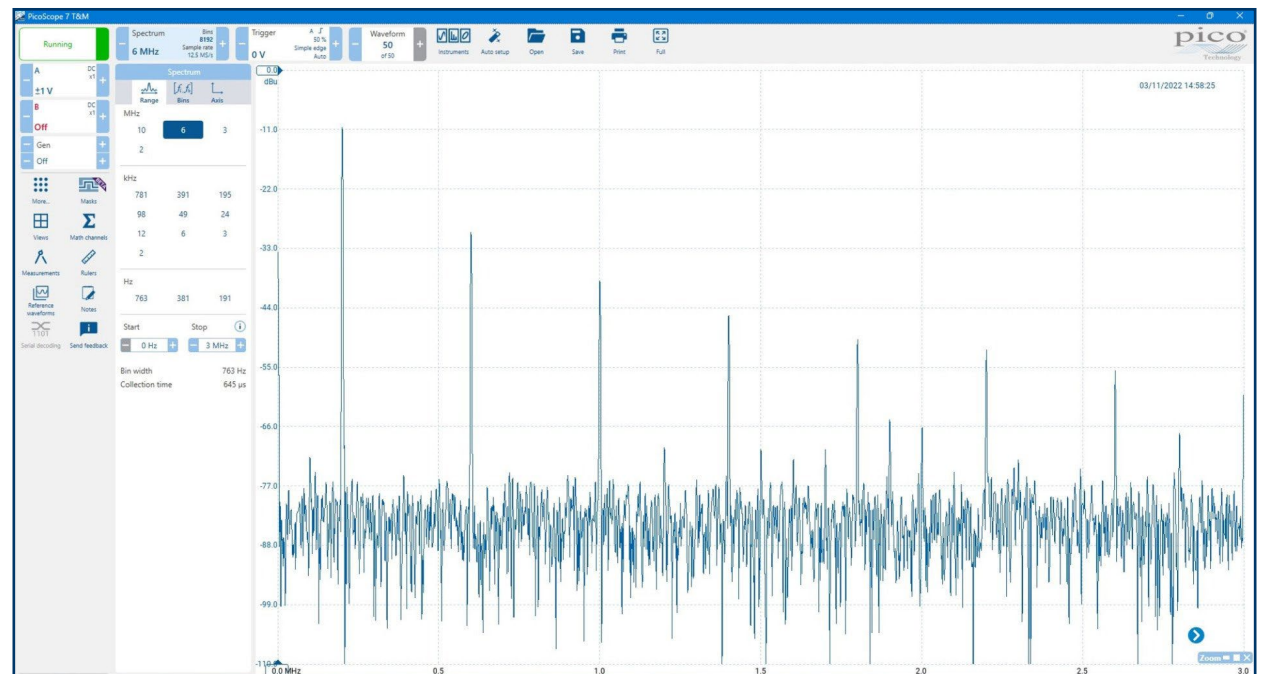 PicoScope 7 T&M
Running
Spectrum
6 MHz
Bins
8192
Sample rate
12.5 MS/s
Trigger
0 V
A
50 %
Simple edge
Auto
Waveform
50
of 50
Instruments
Auto setup
Open
Save
Print
Full
pico
Technology
A
DC
x1
±1 V
B
DC
x1
Off
Gen
Off
More...
Masks
Views
Math channels
Measurements
Rulers
Reference
waveforms
Notes
1101
Serial decoding
Send feedback
Spectrum
Range
Bins
Axis
MHz
10 6 3
2
kHz
781 391 195
98 49 24
12 6 3
2
Hz
763 381 191
Start Stop
0 Hz 3 MHz
Bin width 763 Hz
Collection time 645 µs
0.0
dBu
-11.0
-22.0
-33.0
-44.0
-55.0
-66.0
-77.0
-88.0
-99.0
03/11/2022 14:58:25
Zoom
0.0 MHz 0.5 1.0 1.5 2.0 2.5 3.0